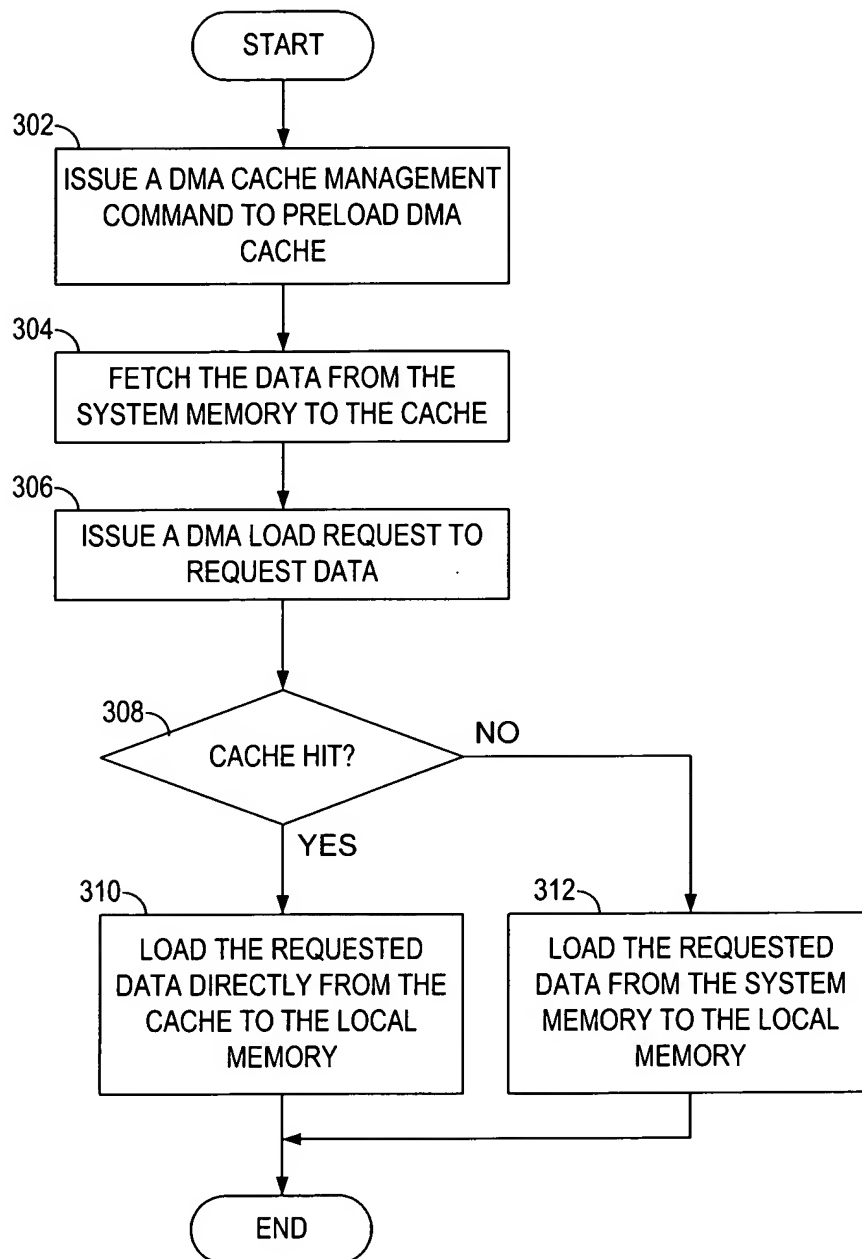 START
302
ISSUE A DMA CACHE MANAGEMENT
COMMAND TO PRELOAD DMA
CACHE
304
FETCH THE DATA FROM THE
SYSTEM MEMORY TO THE CACHE
306
ISSUE A DMA LOAD REQUEST TO
REQUEST DATA
308
CACHE HIT?
NO
YES
310
LOAD THE REQUESTED
DATA DIRECTLY FROM THE
CACHE TO THE LOCAL
MEMORY
312
LOAD THE REQUESTED
DATA FROM THE SYSTEM
MEMORY TO THE LOCAL
MEMORY
END